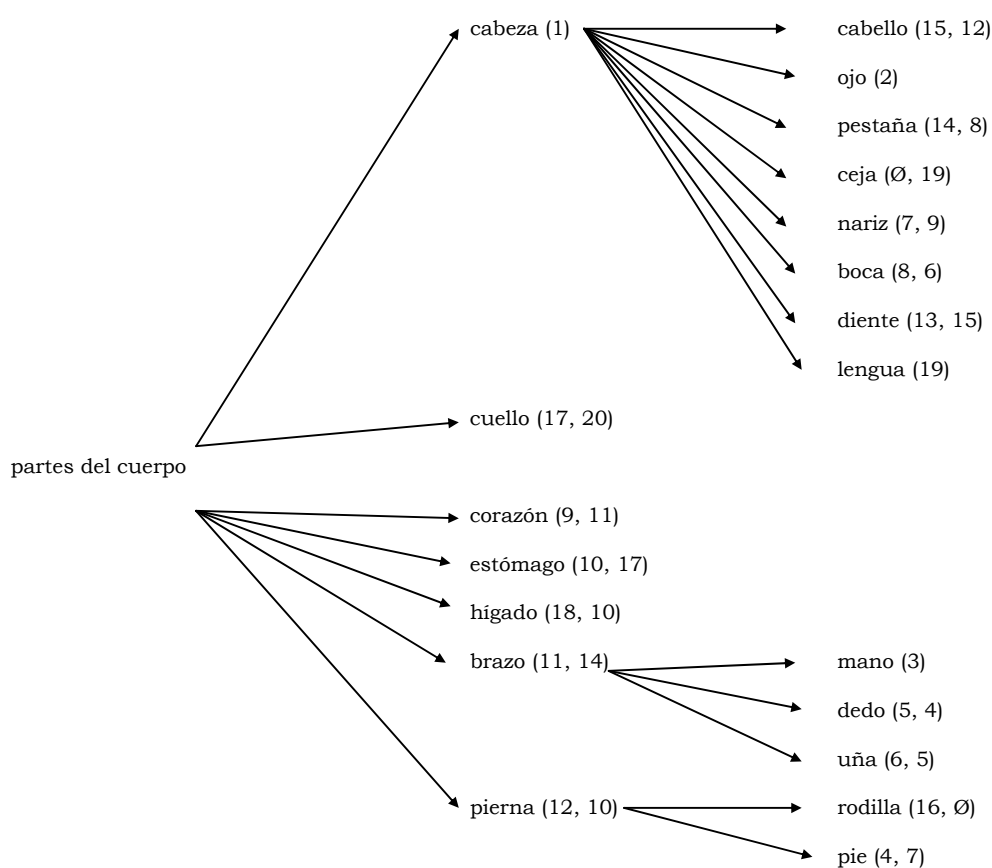 cabeza (1)
cabello (15, 12)
ojo (2)
pestaña (14, 8)
ceja (Ø, 19)
nariz (7, 9)
boca (8, 6)
diente (13, 15)
lengua (19)
cuello (17, 20)
partes del cuerpo
corazón (9, 11)
estómago (10, 17)
hígado (18, 10)
brazo (11, 14)
mano (3)
dedo (5, 4)
uña (6, 5)
pierna (12, 10)
rodilla (16, Ø)
pie (4, 7)